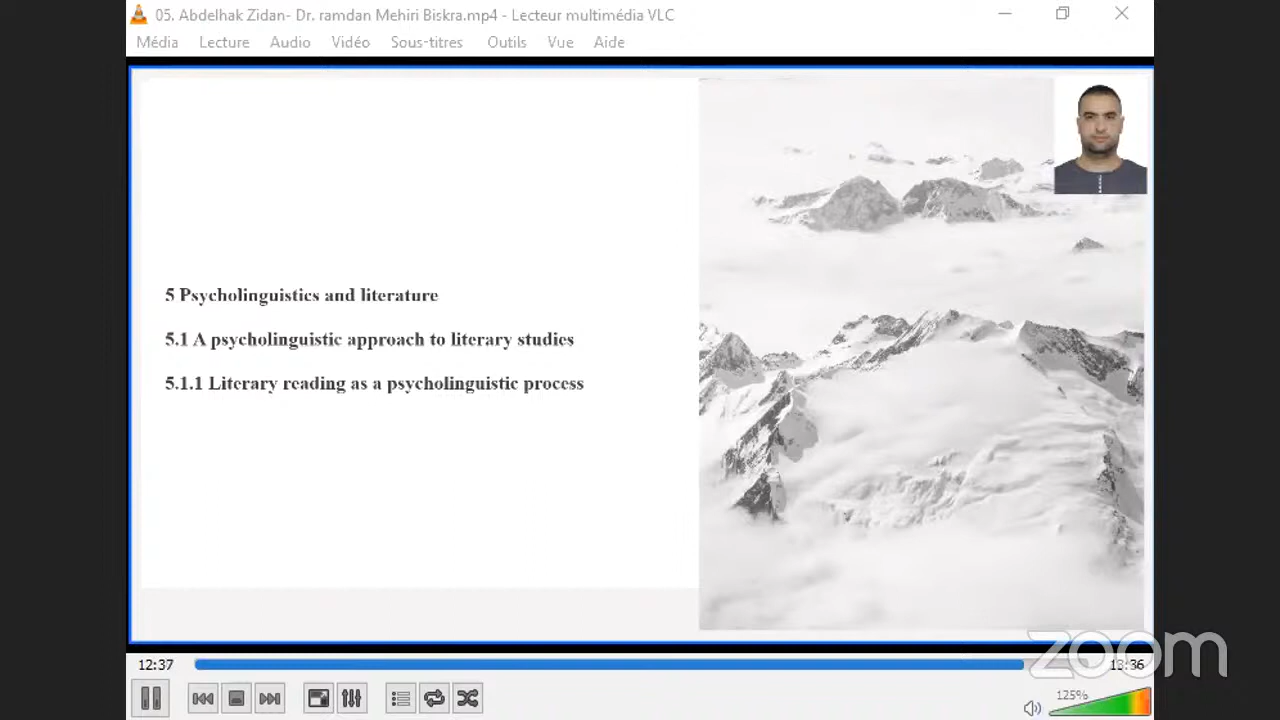 05. Abdelhak Zidan- Dr. ramdan Mehiri Biskra.mp4 - Lecteur multimédia VLC
Média Lecture Audio Vidéo Sous-titres Outils Vue Aide
5 Psycholinguistics and literature
5.1 A psycholinguistic approach to literary studies
5.1.1 Literary reading as a psycholinguistic process
12:37
13:36
zoom
125%